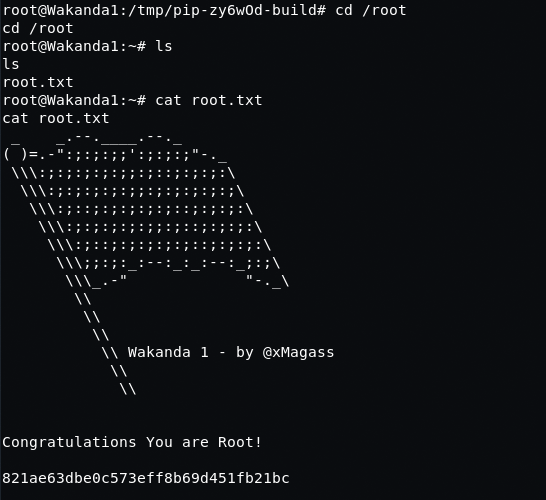 root@Wakanda1:/tmp/pip-zy6wOd-build# cd /root
cd /root
root@Wakanda1:~# ls
ls
root.txt
root@Wakanda1:~# cat root.txt
cat root.txt
 _    _.--.____.--._
( )=.-":;:;:;;':;:;:;"-._
 \\\:;:;:;:;:;;:;::;:;:;:\
  \\\:;:;:;:;:;;:;:;:;:;:;\
   \\\:;::;:;:;:;:;::;:;:;:\
    \\\:;:;:;:;:;;:;::;:;:;:\
     \\\:;::;:;:;:;:;::;:;:;:\
      \\\;;:;:_:--:_:_:--:_;:;\
       \\\_.-"             "-._\
        \\
         \\
          \\
           \\ Wakanda 1 - by @xMagass
            \\
             \\
Congratulations You are Root!
821ae63dbe0c573eff8b69d451fb21bc